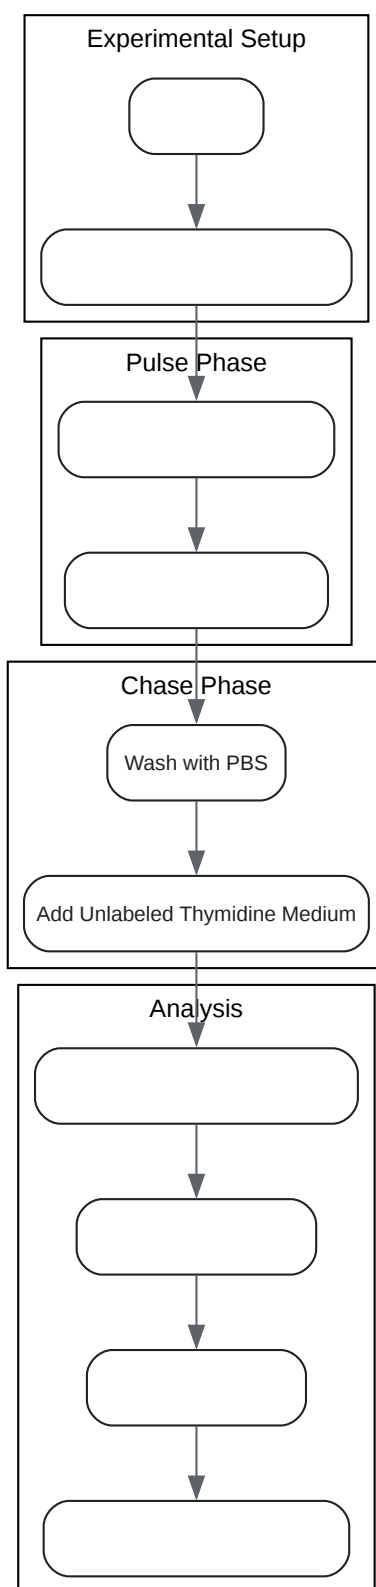 Experimental Setup
Pulse Phase
Chase Phase
Wash with PBS
Add Unlabeled Thymidine Medium
Analysis